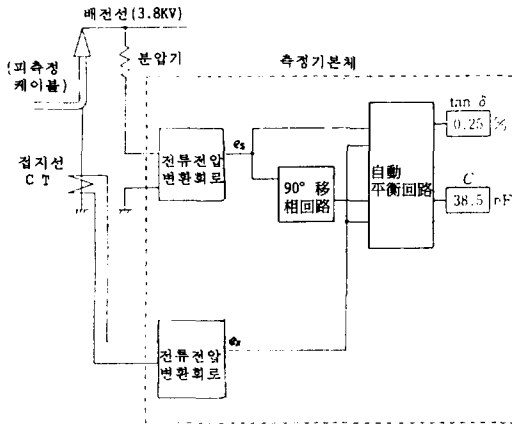 배전선(3.8KV)
(피측정
케이블)
분압기
측정기본체
접지선
C T
전류전압
변환회로
es
90° 移
相回路
自動
平衡回路
tan δ
0.25 %
C
38.5 nF
전류전압
변환회로
ex